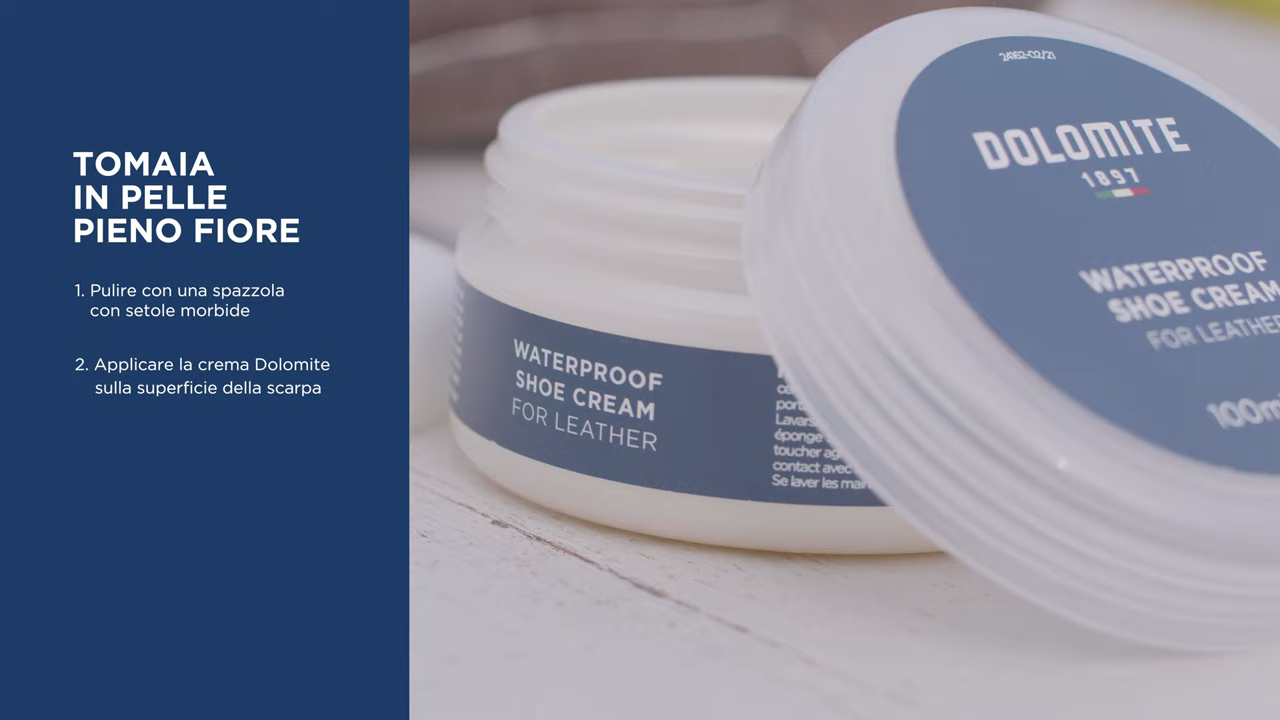 TOMAIA
IN PELLE
PIENO FIORE
1. Pulire con una spazzola
con setole morbide
2. Applicare la crema Dolomite
sulla superficie della scarpa
DOLOMITE
1897
WATERPROOF
SHOE CREAM
FOR LEATHER
100m
WATERPROOF
SHOE CREAM
FOR LEATHER
éponge
toucher
contact avec
Se laver les main